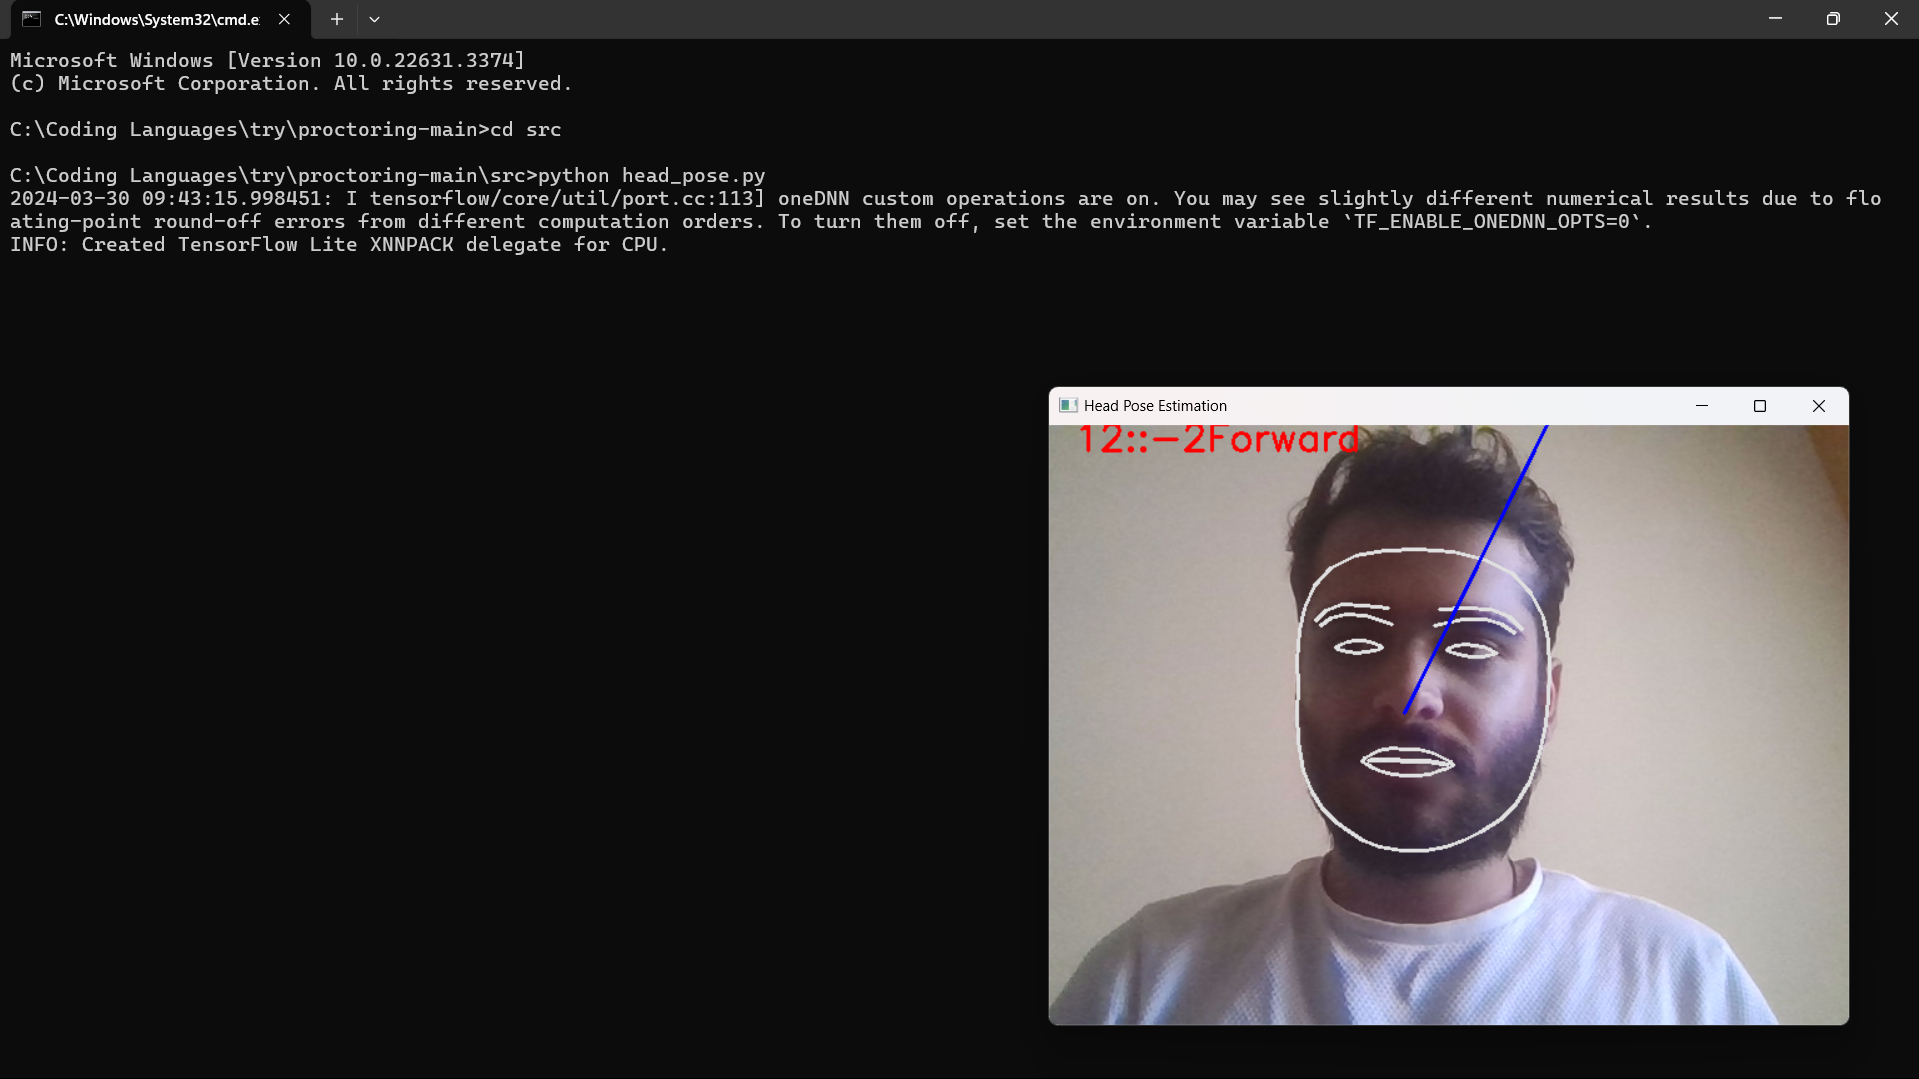 C:\Windows\System32\cmd.e
Microsoft Windows [Version 10.0.22631.3374]
(c) Microsoft Corporation. All rights reserved.
C:\Coding Languages\try\proctoring-main>cd src
C:\Coding Languages\try\proctoring-main\src>python head_pose.py
2024-03-30 09:43:15.998451: I tensorflow/core/util/port.cc:113] oneDNN custom operations are on. You may see slightly different numerical results due to flo
ating-point round-off errors from different computation orders. To turn them off, set the environment variable `TF_ENABLE_ONEDNN_OPTS=0`.
INFO: Created TensorFlow Lite XNNPACK delegate for CPU.
Head Pose Estimation
12::-2Forward